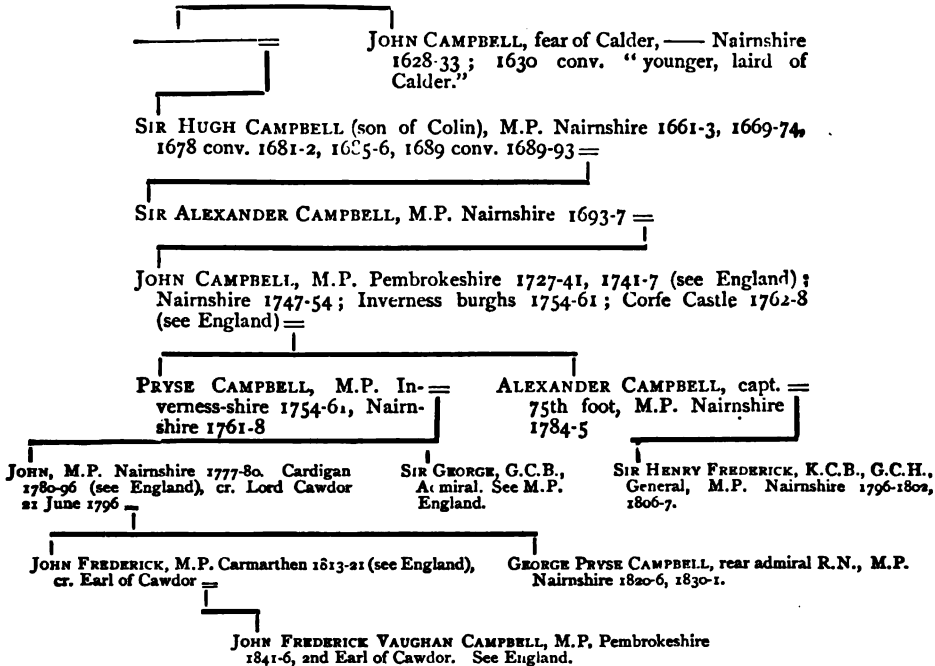 JOHN CAMPBELL, fear of Calder, —— Nairnshire
1628-33 ; 1630 conv. "younger, laird of
Calder."
SIR HUGH CAMPBELL (son of Colin), M.P. Nairnshire 1661-3, 1669-74,
1678 conv. 1681-2, 5-6, 1689 conv. 1689-93
SIR ALEXANDER CAMPBELL, M.P. Nairnshire 1693-7
JOHN CAMPBELL, M.P. Pembrokeshire 1727-41, 1741-7 (see England) ;
Nairnshire 1747-54 ; Inverness burghs 1754-61 ; Corfe Castle 1762-8
(see England)
PRYSE CAMPBELL, M.P. In-
verness-shire 1754-61, Nairn-
shire 1761-8
ALEXANDER CAMPBELL, capt.
75th foot, M.P. Nairnshire
1784-5
JOHN, M.P. Nairnshire 1777-80. Cardigan
1780-96 (see England), cr. Lord Cawdor
21 June 1796
SIR GEORGE, G.C.B.,
Admiral. See M.P.
England.
SIR HENRY FREDERICK, K.C.B., G.C.H.,
General, M.P. Nairnshire 1796-1802,
1806-7.
JOHN FREDERICK, M.P. Carmarthen 1813-21 (see England),
cr. Earl of Cawdor
GEORGE PRYSE CAMPBELL, rear admiral R.N., M.P.
Nairnshire 1820-6, 1830-1.
JOHN FREDERICK VAUGHAN CAMPBELL, M.P. Pembrokeshire
1841-6, 2nd Earl of Cawdor. See England.